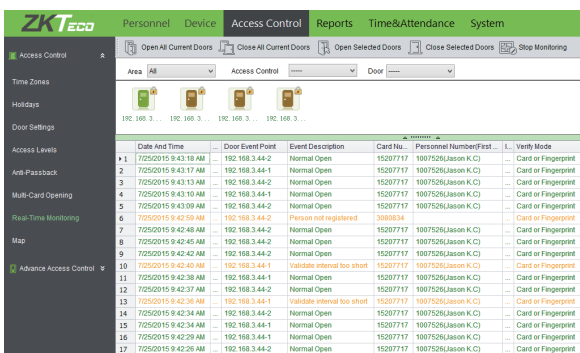 ZKTeco Personnel Device Access Control Reports Time&Attendance System
Open All Current Doors Close All Current Doors Open Selected Doors Close Selected Doors Stop Monitoring
Access Control
Area All Access Control ----- Door -----
Time Zones
Holidays
Door Settings
Access Levels
Anti-Passback
Multi-Card Opening
Real-Time Monitoring
Map
Advance Access Control
192.168.3... 192.168.3... 192.168.3... 192.168.3...
Date And Time ... Door Event Point Event Description Card Nu... Personnel Number(First ... I... Verify Mode
1 7/25/2015 9:43:18 AM ... 192.168.3.44-2 Normal Open 15207717 1007526(Jason K.C) ... Card or Fingerprint
2 7/25/2015 9:43:17 AM ... 192.168.3.44-1 Normal Open 15207717 1007526(Jason K.C) ... Card or Fingerprint
3 7/25/2015 9:43:13 AM ... 192.168.3.44-2 Normal Open 15207717 1007526(Jason K.C) ... Card or Fingerprint
4 7/25/2015 9:43:10 AM ... 192.168.3.44-1 Normal Open 15207717 1007526(Jason K.C) ... Card or Fingerprint
5 7/25/2015 9:43:09 AM ... 192.168.3.44-2 Normal Open 15207717 1007526(Jason K.C) ... Card or Fingerprint
6 7/25/2015 9:42:59 AM ... 192.168.3.44-2 Person not registered 3080834 ... Card or Fingerprint
7 7/25/2015 9:42:48 AM ... 192.168.3.44-2 Normal Open 15207717 1007526(Jason K.C) ... Card or Fingerprint
8 7/25/2015 9:42:45 AM ... 192.168.3.44-2 Normal Open 15207717 1007526(Jason K.C) ... Card or Fingerprint
9 7/25/2015 9:42:42 AM ... 192.168.3.44-2 Normal Open 15207717 1007526(Jason K.C) ... Card or Fingerprint
10 7/25/2015 9:42:40 AM ... 192.168.3.44-1 Validate interval too short 15207717 1007526(Jason K.C) ... Card or Fingerprint
11 7/25/2015 9:42:38 AM ... 192.168.3.44-1 Normal Open 15207717 1007526(Jason K.C) ... Card or Fingerprint
12 7/25/2015 9:42:37 AM ... 192.168.3.44-2 Normal Open 15207717 1007526(Jason K.C) ... Card or Fingerprint
13 7/25/2015 9:42:36 AM ... 192.168.3.44-1 Validate interval too short 15207717 1007526(Jason K.C) ... Card or Fingerprint
14 7/25/2015 9:42:34 AM ... 192.168.3.44-2 Normal Open 15207717 1007526(Jason K.C) ... Card or Fingerprint
15 7/25/2015 9:42:34 AM ... 192.168.3.44-1 Normal Open 15207717 1007526(Jason K.C) ... Card or Fingerprint
16 7/25/2015 9:42:29 AM ... 192.168.3.44-1 Normal Open 15207717 1007526(Jason K.C) ... Card or Fingerprint
17 7/25/2015 9:42:26 AM ... 192.168.3.44-2 Normal Open 15207717 1007526(Jason K.C) ... Card or Fingerprint